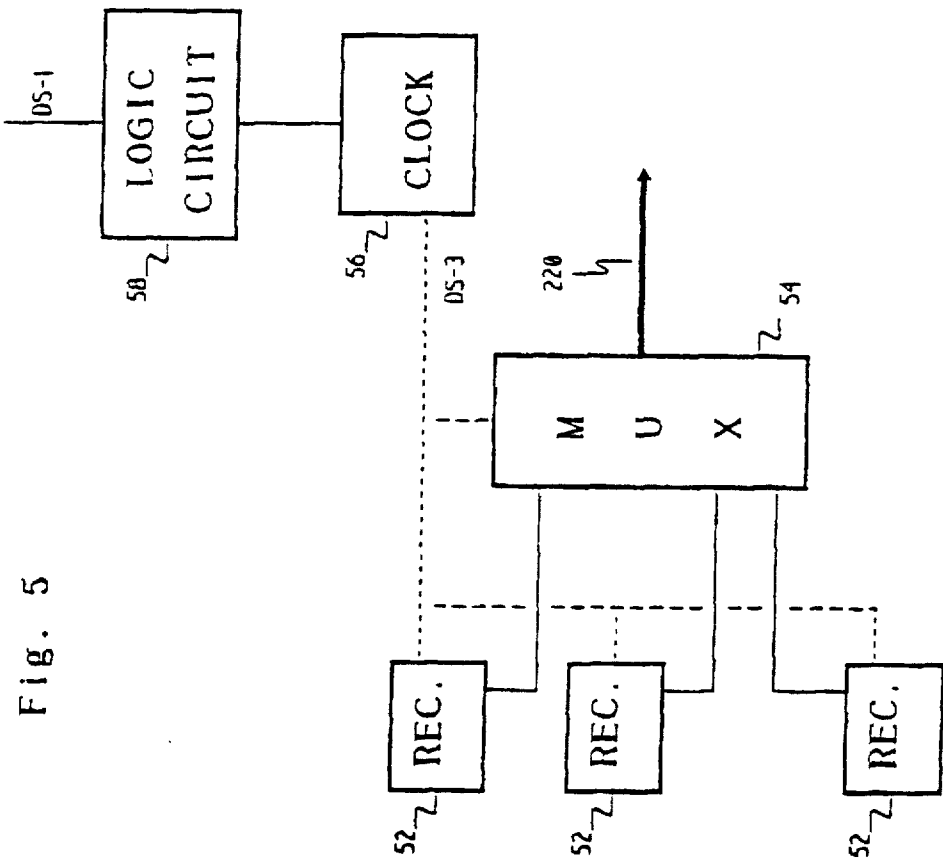 Fig. 5
DS-1
LOGIC
CIRCUIT
58
CLOCK
56
DS-3
220
MUX
54
REC.
52
REC.
52
REC.
52